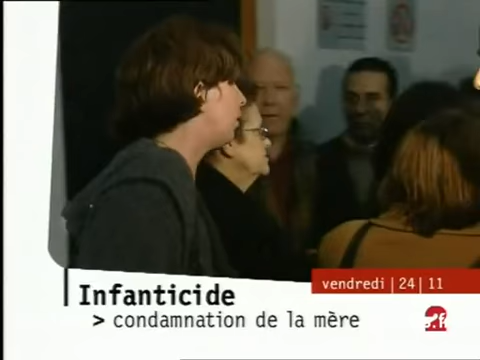 vendredi | 24 | 11
Infanticide
> condamnation de la mère